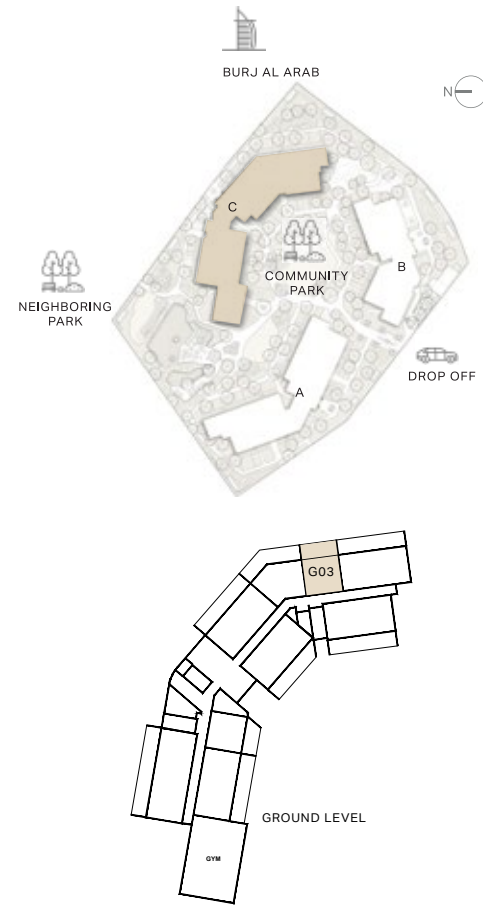 BURJ AL ARAB
N
C
COMMUNITY
PARK
B
NEIGHBORING
PARK
DROP OFF
A
G03
GROUND LEVEL
GYM